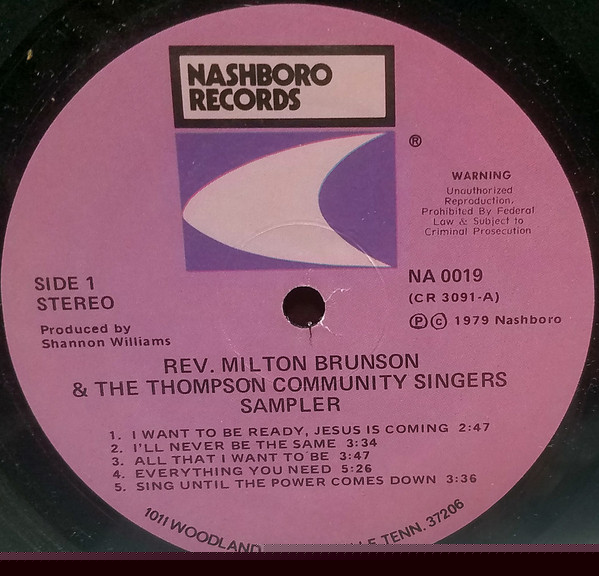 NASHBORO
RECORDS
®
WARNING
Unauthorized
Reproduction,
Prohibited By Federal
Law & Subject to
Criminal Prosecution
SIDE 1
STEREO
NA 0019
(CR 3091-A)
Ⓟ © 1979 Nashboro
Produced by
Shannon Williams
REV. MILTON BRUNSON
& THE THOMPSON COMMUNITY SINGERS
SAMPLER
1. I WANT TO BE READY, JESUS IS COMING 2:47
2. I'LL NEVER BE THE SAME 3:34
3. ALL THAT I WANT TO BE 3:47
4. EVERYTHING YOU NEED 5:26
5. SING UNTIL THE POWER COMES DOWN 3:36
1011 WOODLAND TENN. 37206